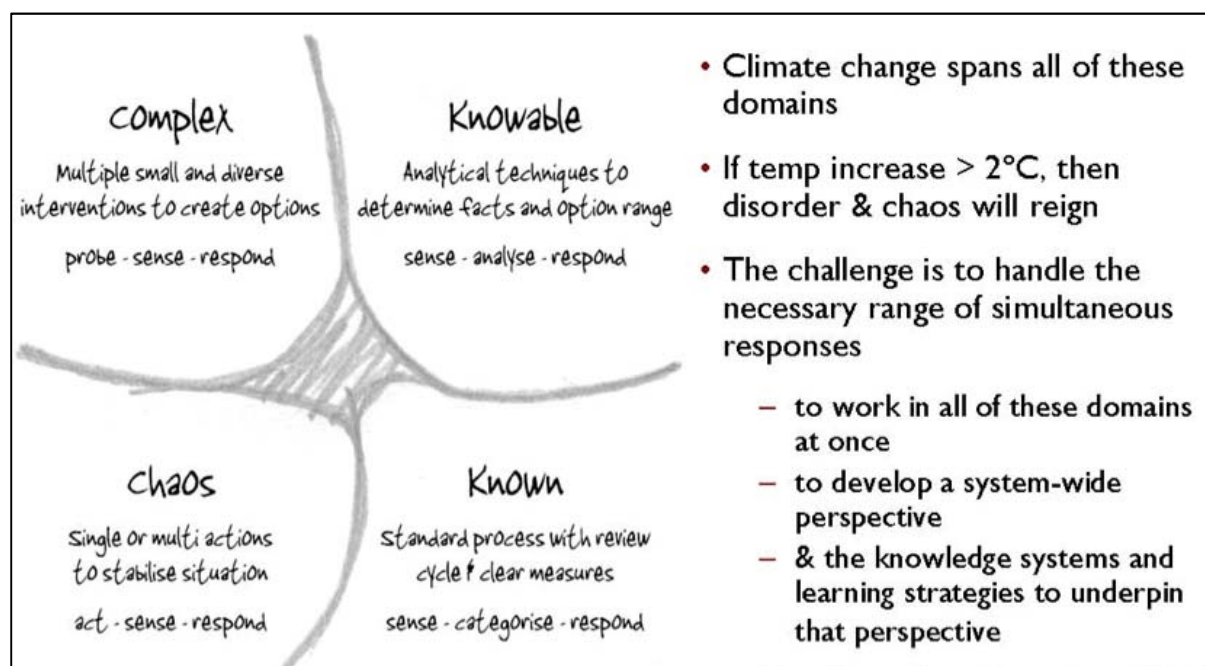 complex
Multiple small and diverse
interventions to create options
probe - sense - respond
Knowable
Analytical techniques to
determine facts and option range
sense - analyse - respond
Chaos
Single or multi actions
to stabilise situation
act - sense - respond
Known
Standard process with review
cycle & clear measures
sense - categorise - respond
• Climate change spans all of these
domains
• If temp increase > 2°C, then
disorder & chaos will reign
• The challenge is to handle the
necessary range of simultaneous
responses
– to work in all of these domains
at once
– to develop a system-wide
perspective
– & the knowledge systems and
learning strategies to underpin
that perspective